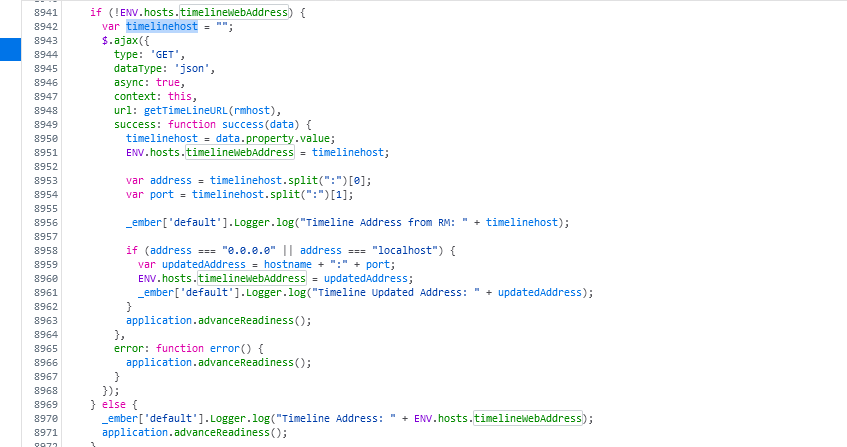 8941 if (!ENV.hosts.timelineWebAddress) {
8942 var timelinehost = "";
8943 $.ajax({
8944 type: 'GET',
8945 dataType: 'json',
8946 async: true,
8947 context: this,
8948 url: getTimeLineURL(rmhost),
8949 success: function success(data) {
8950 timelinehost = data.property.value;
8951 ENV.hosts.timelineWebAddress = timelinehost;
8952
8953 var address = timelinehost.split(":")[0];
8954 var port = timelinehost.split(":")[1];
8955
8956 _ember['default'].Logger.log("Timeline Address from RM: " + timelinehost);
8957
8958 if (address === "0.0.0.0" || address === "localhost") {
8959 var updatedAddress = hostname + ":" + port;
8960 ENV.hosts.timelineWebAddress = updatedAddress;
8961 _ember['default'].Logger.log("Timeline Updated Address: " + updatedAddress);
8962 }
8963 application.advanceReadiness();
8964 },
8965 error: function error() {
8966 application.advanceReadiness();
8967 }
8968 });
8969 } else {
8970 _ember['default'].Logger.log("Timeline Address: " + ENV.hosts.timelineWebAddress);
8971 application.advanceReadiness();